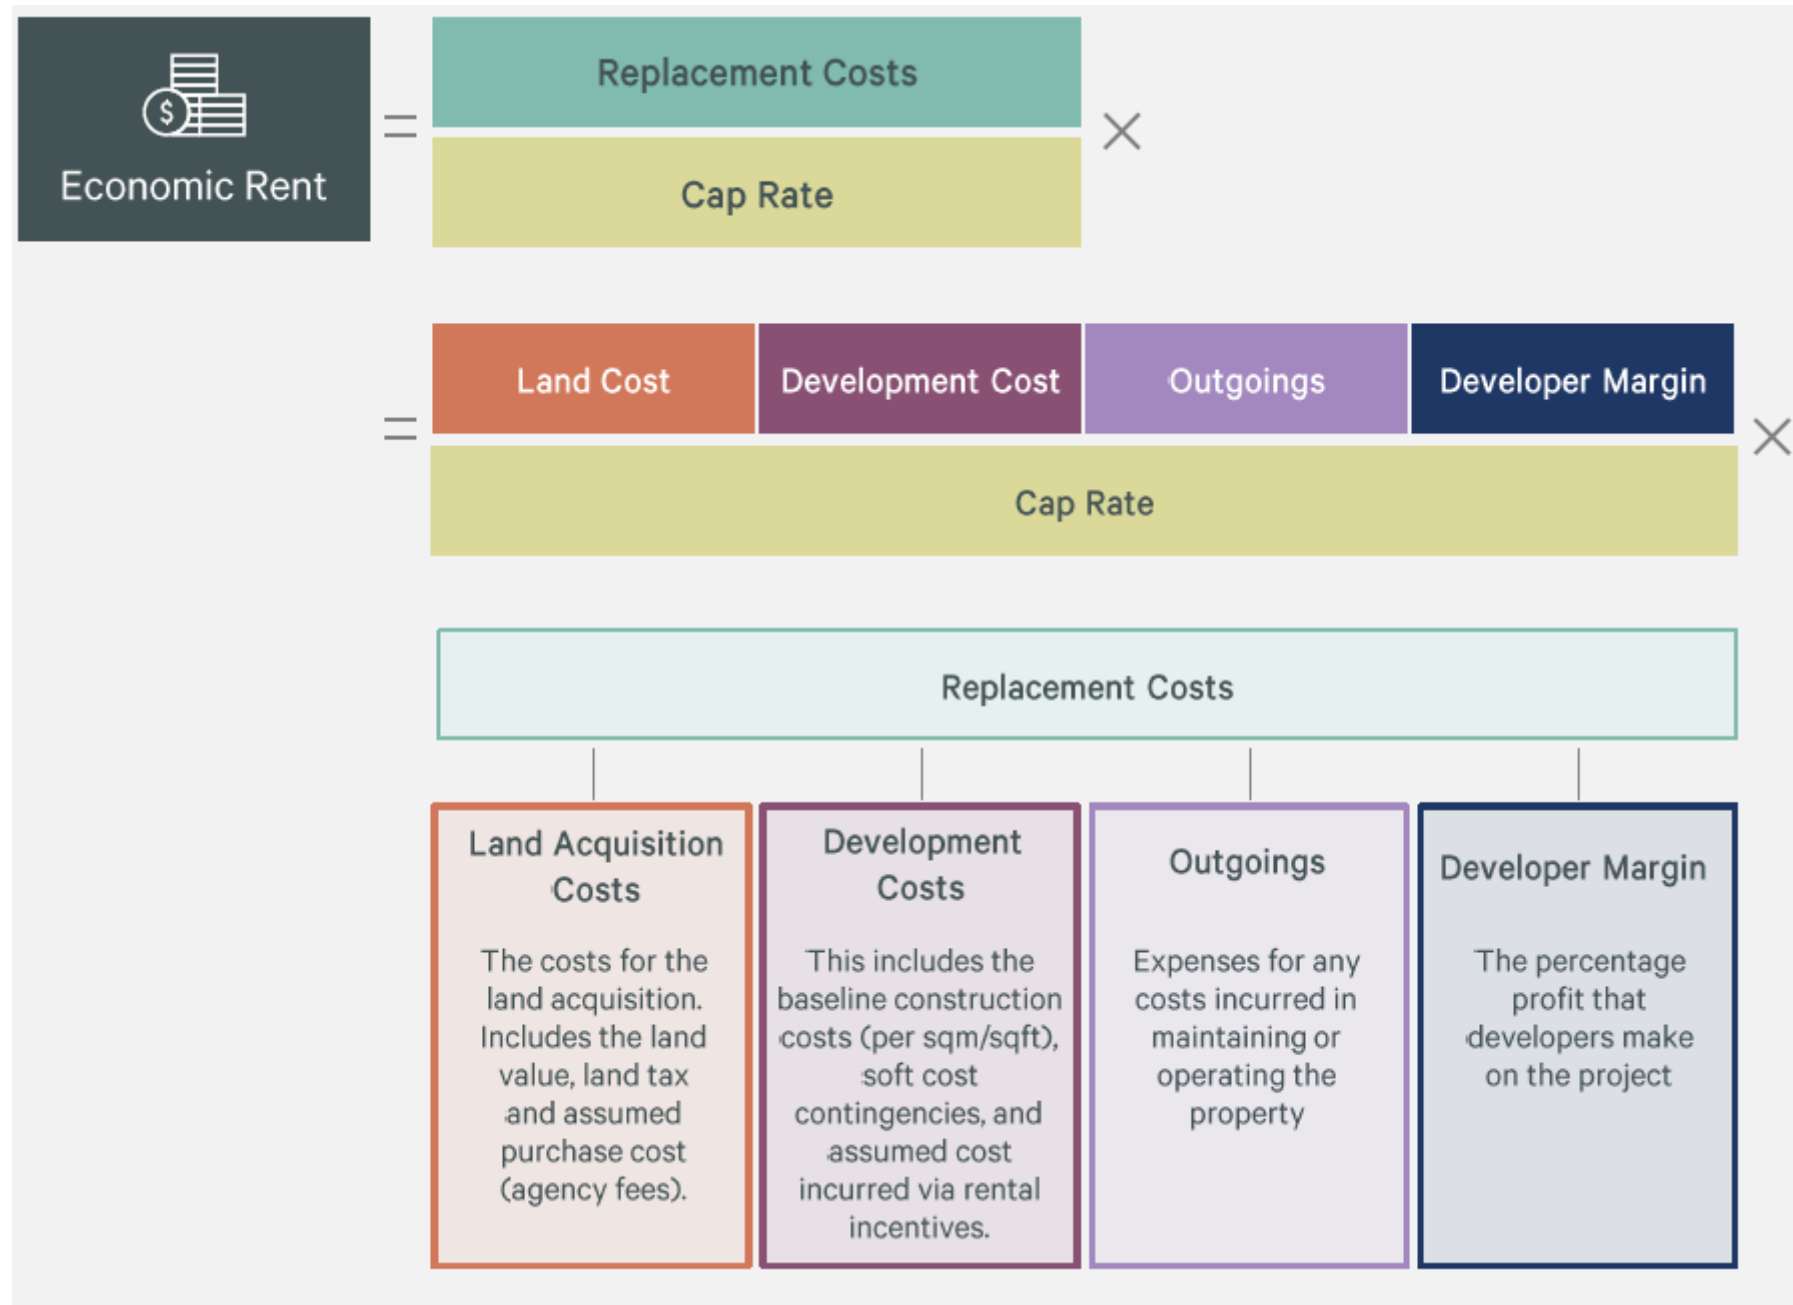 $
Economic Rent
=
Replacement Costs
Cap Rate
×
=
Land Cost
Development Cost
Outgoings
Developer Margin
Cap Rate
×
Replacement Costs
Land Acquisition
Costs
The costs for the
land acquisition.
Includes the land
value, land tax
and assumed
purchase cost
(agency fees).
Development
Costs
This includes the
baseline construction
costs (per sqm/sqft),
soft cost
contingencies, and
assumed cost
incurred via rental
incentives.
Outgoings
Expenses for any
costs incurred in
maintaining or
operating the
property
Developer Margin
The percentage
profit that
developers make
on the project